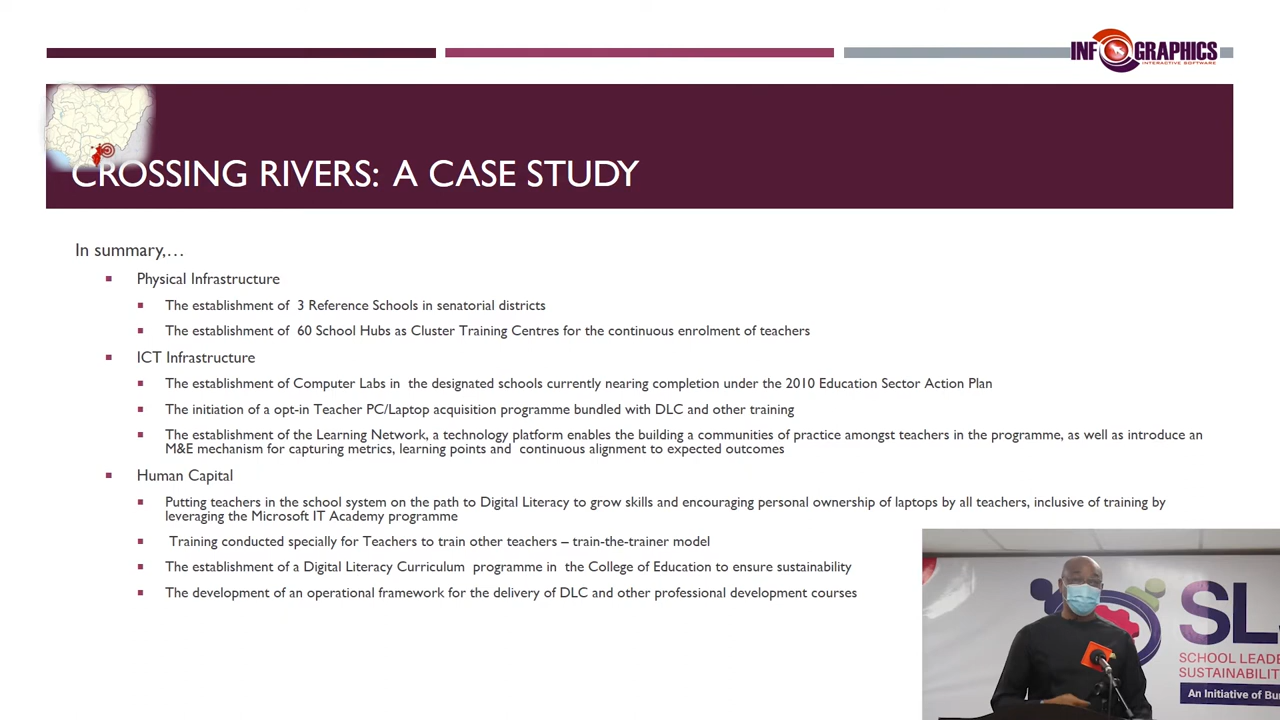 INFOGRAPHICS
INTERACTIVE SOFTWARE
CROSSING RIVERS: A CASE STUDY
In summary,…
Physical Infrastructure
The establishment of 3 Reference Schools in senatorial districts
The establishment of 60 School Hubs as Cluster Training Centres for the continuous enrolment of teachers
ICT Infrastructure
The establishment of Computer Labs in the designated schools currently nearing completion under the 2010 Education Sector Action Plan
The initiation of a opt-in Teacher PC/Laptop acquisition programme bundled with DLC and other training
The establishment of the Learning Network, a technology platform enables the building a communities of practice amongst teachers in the programme, as well as introduce an
M&E mechanism for capturing metrics, learning points and continuous alignment to expected outcomes
Human Capital
Putting teachers in the school system on the path to Digital Literacy to grow skills and encouraging personal ownership of laptops by all teachers, inclusive of training by
leveraging the Microsoft IT Academy programme
Training conducted specially for Teachers to train other teachers – train-the-trainer model
The establishment of a Digital Literacy Curriculum programme in the College of Education to ensure sustainability
The development of an operational framework for the delivery of DLC and other professional development courses
SL
SCHOOL LEADE
SUSTAINABILIT
An Initiative of Bu